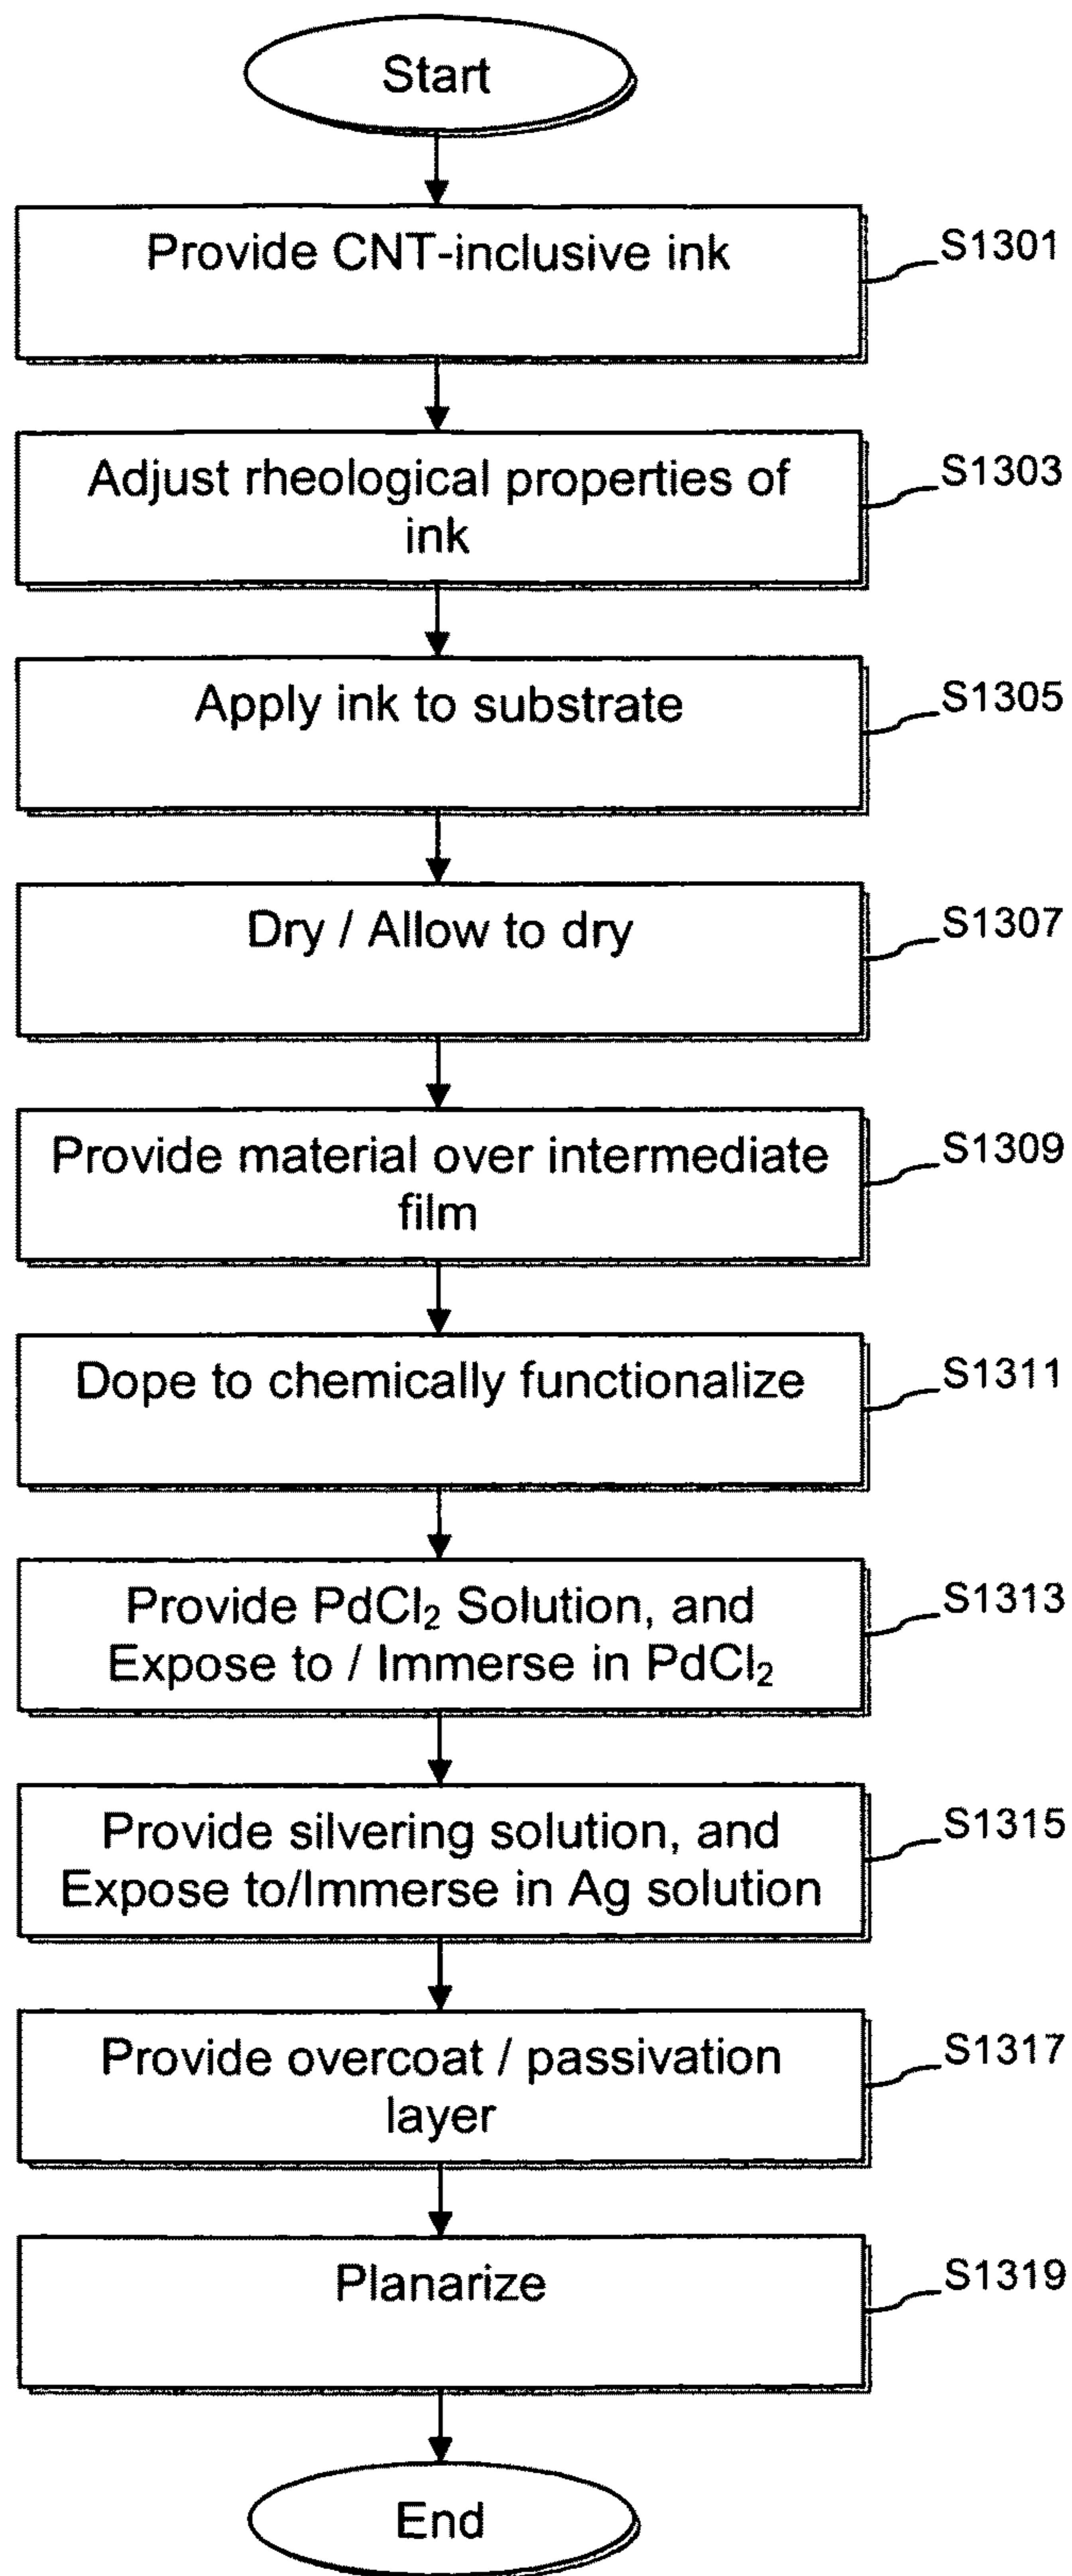 Start
Provide CNT-inclusive ink
S1301
Adjust rheological properties of
ink
S1303
Apply ink to substrate
S1305
Dry / Allow to dry
S1307
Provide material over intermediate
film
S1309
Dope to chemically functionalize
S1311
Provide PdCl₂ Solution, and
Expose to / Immerse in PdCl₂
S1313
Provide silvering solution, and
Expose to/Immerse in Ag solution
S1315
Provide overcoat / passivation
layer
S1317
Planarize
S1319
End